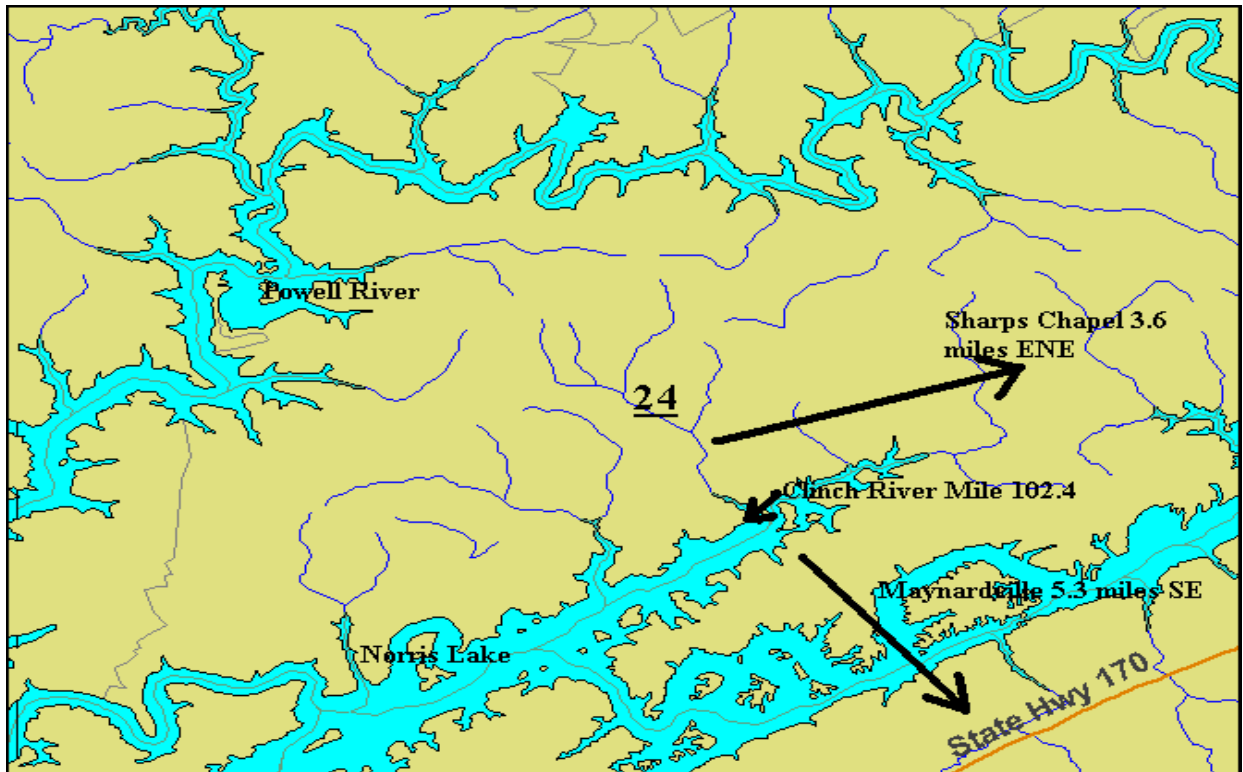 Powell River
Sharps Chapel 3.6
miles ENE
24
Clinch River Mile 102.4
Maynardville 5.3 miles SE
Norris Lake
State Hwy 170